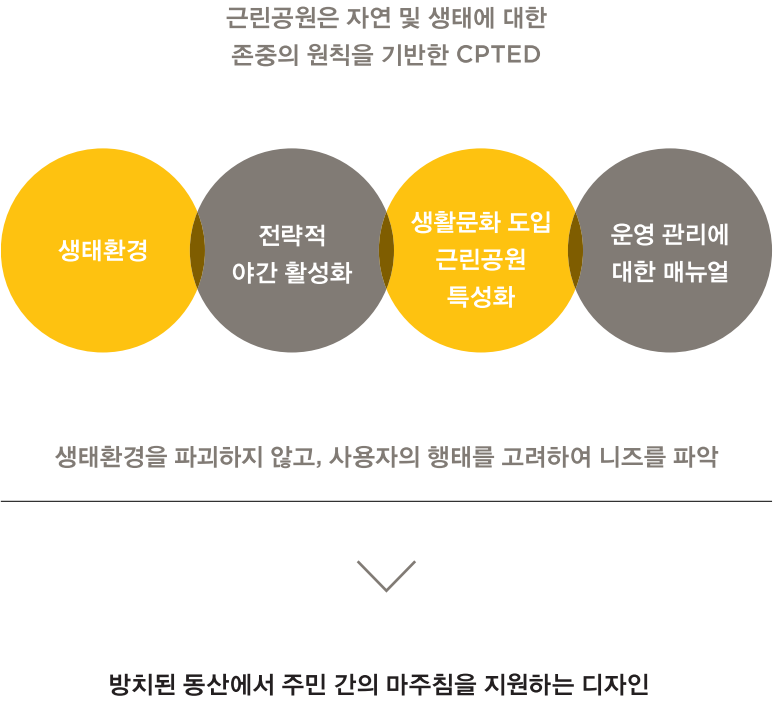 근린공원은 자연 및 생태에 대한
존중의 원칙을 기반한 CPTED
생태환경
전략적
야간 활성화
생활문화 도입
근린공원
특성화
운영 관리에
대한 매뉴얼
생태환경을 파괴하지 않고, 사용자의 행태를 고려하여 니즈를 파악
방치된 동산에서 주민 간의 마주침을 지원하는 디자인